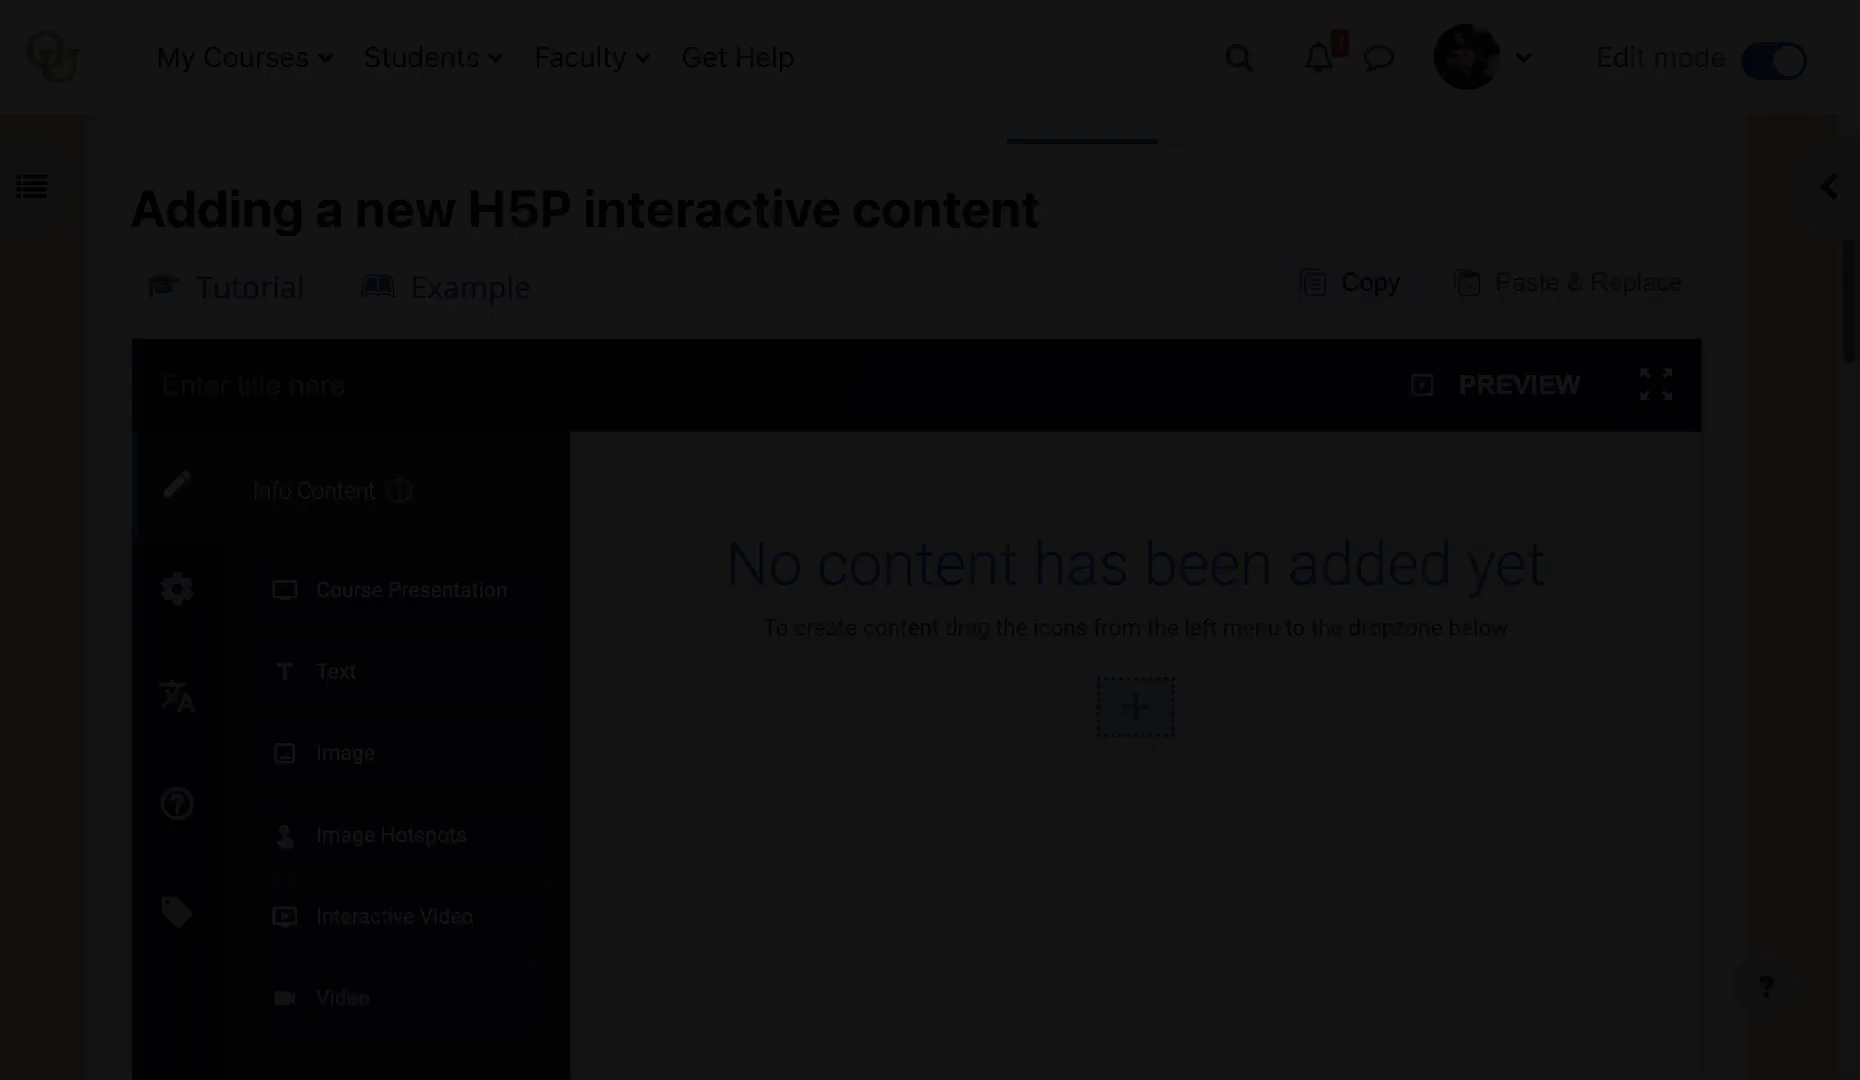 OU
My Courses Students Faculty Get Help
1
Edit mode
Adding a new H5P interactive content
Tutorial Example Copy Paste & Replace
Enter title here PREVIEW
Info Content
Course Presentation
Text
Image
Image Hotspots
Interactive Video
Video
No content has been added yet
To create content drag the icons from the left menu to the dropzone below
+
?